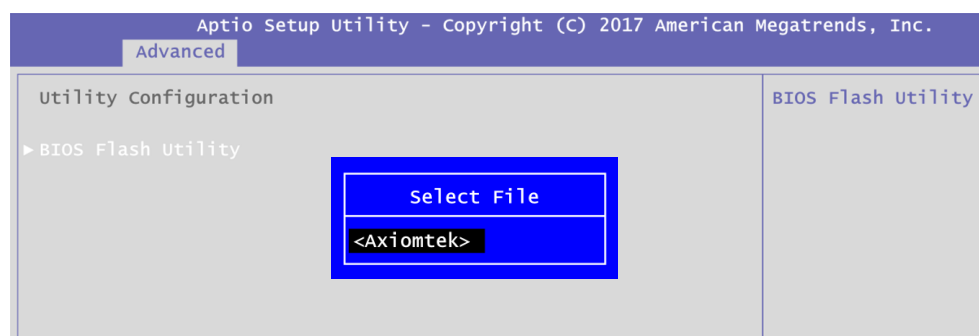 Aptio Setup Utility – Copyright (C) 2017 American Megatrends, Inc.
Advanced
Utility Configuration
BIOS Flash Utility
► BIOS Flash Utility
Select File
<Axiomtek>